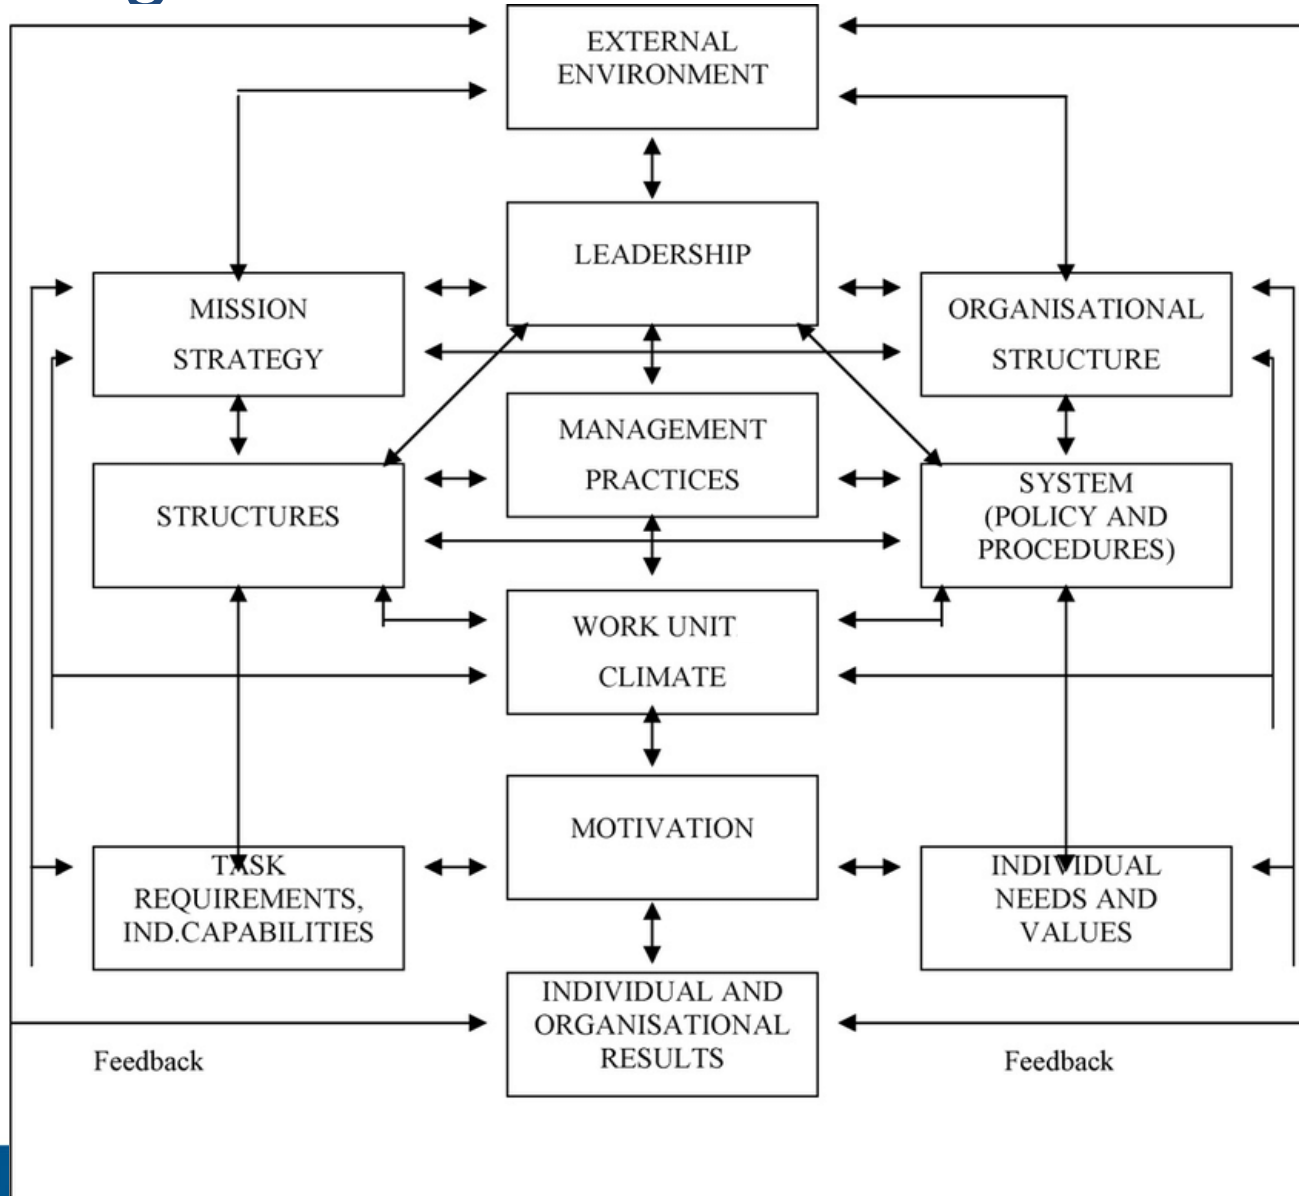 EXTERNAL
ENVIRONMENT
LEADERSHIP
MISSION
STRATEGY
ORGANISATIONAL
STRUCTURE
MANAGEMENT
PRACTICES
STRUCTURES
SYSTEM
(POLICY AND
PROCEDURES)
WORK UNIT
CLIMATE
MOTIVATION
TASK
REQUIREMENTS,
IND.CAPABILITIES
INDIVIDUAL
NEEDS AND
VALUES
INDIVIDUAL AND
ORGANISATIONAL
RESULTS
Feedback
Feedback